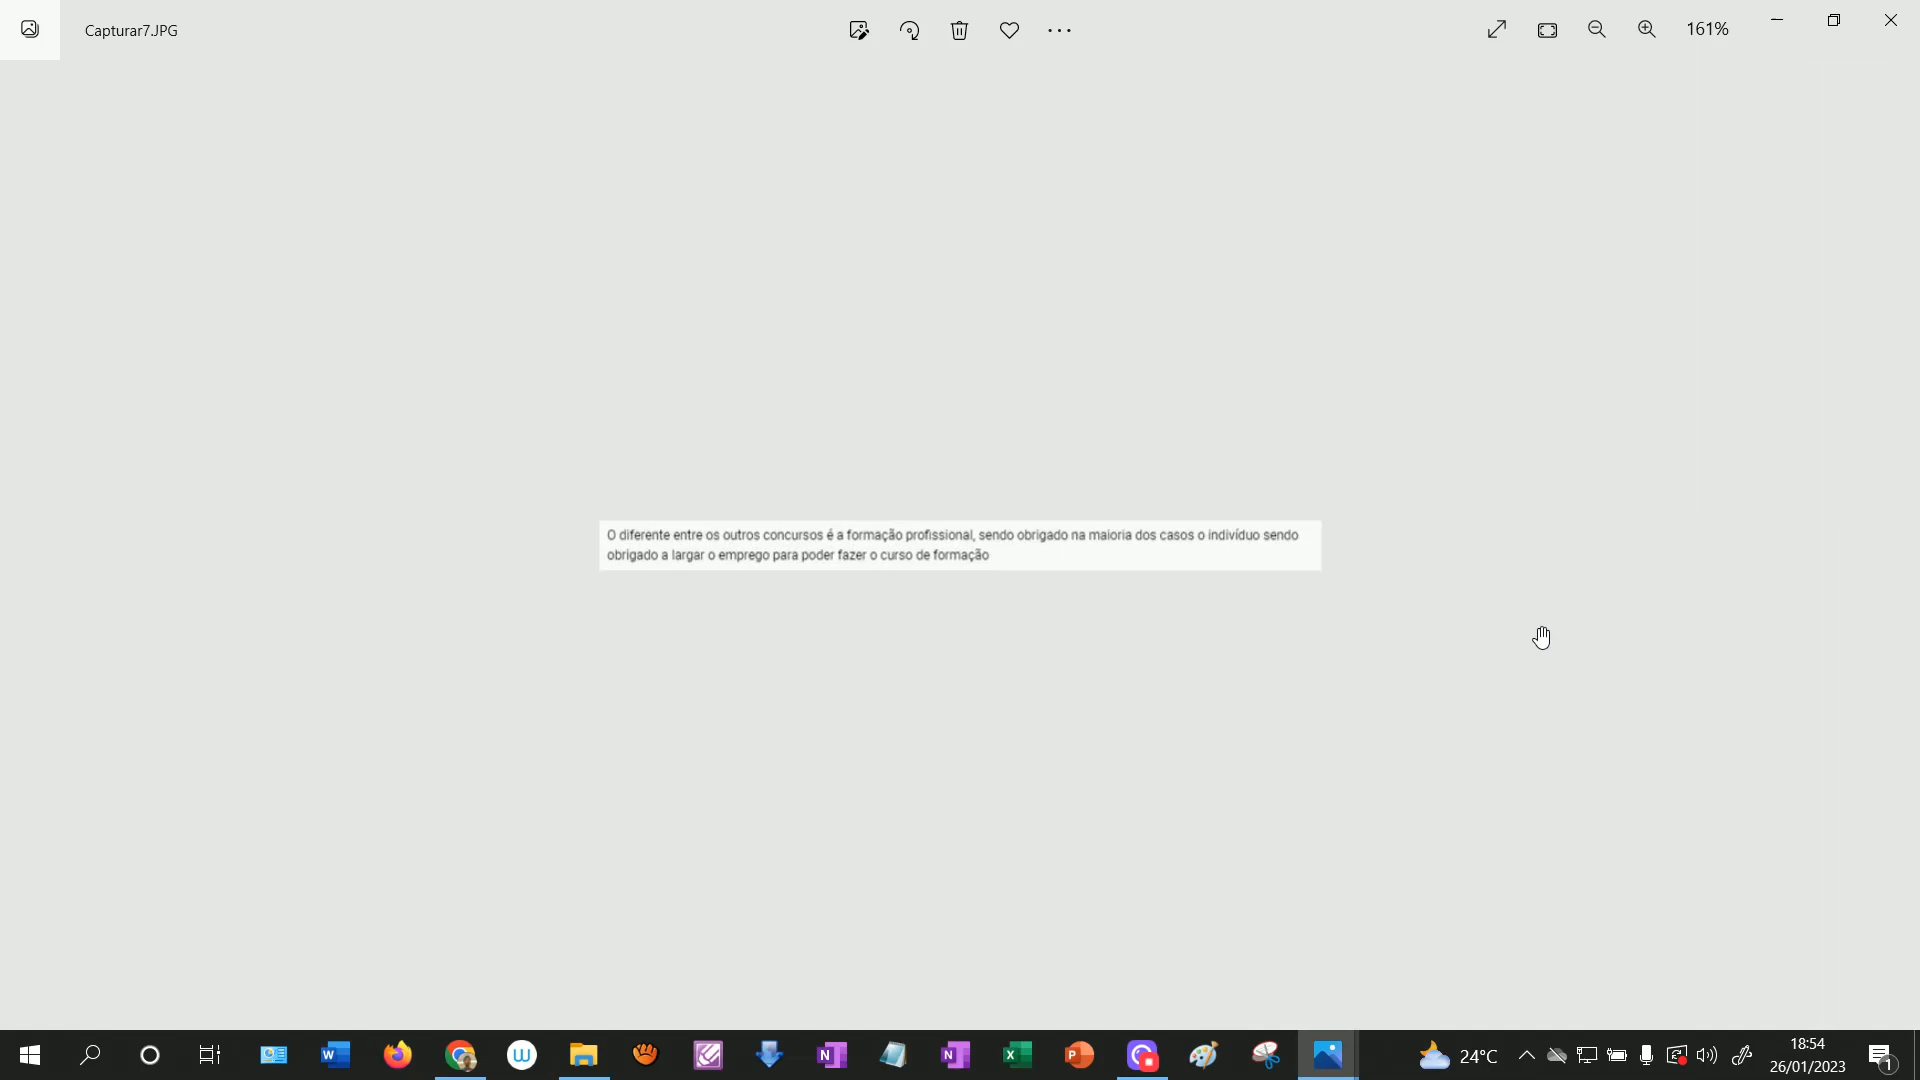 Capturar7.JPG
161%
O diferente entre os outros concursos é a formação profissional, sendo obrigado na maioria dos casos o indivíduo sendo
obrigado a largar o emprego para poder fazer o curso de formação
24°C
18:54
26/01/2023
1